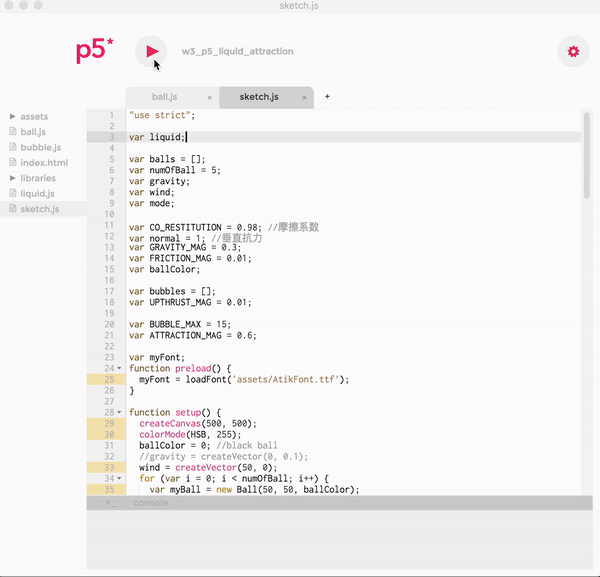 sketch.js
p5*
w3_p5_liquid_attraction
ball.js × sketch.js × +
assets
ball.js
bubble.js
index.html
libraries
liquid.js
sketch.js
1 "use strict";
2
3 var liquid;
4
5 var balls = [];
6 var numOfBall = 5;
7 var gravity;
8 var wind;
9 var mode;
10
11 var CO_RESTITUTION = 0.98; //摩擦系数
12 var normal = 1; //垂直抗力
13 var GRAVITY_MAG = 0.3;
14 var FRICTION_MAG = 0.01;
15 var ballColor;
16
17 var bubbles = [];
18 var UPTHRUST_MAG = 0.01;
19
20 var BUBBLE_MAX = 15;
21 var ATTRACTION_MAG = 0.6;
22
23 var myFont;
24 function preload() {
25 myFont = loadFont('assets/AtikFont.ttf');
26 }
27
28 function setup() {
29 createCanvas(500, 500);
30 colorMode(HSB, 255);
31 ballColor = 0; //black ball
32 //gravity = createVector(0, 0.1);
33 wind = createVector(50, 0);
34 for (var i = 0; i < numOfBall; i++) {
35 var myBall = new Ball(50, 50, ballColor);
>_ console